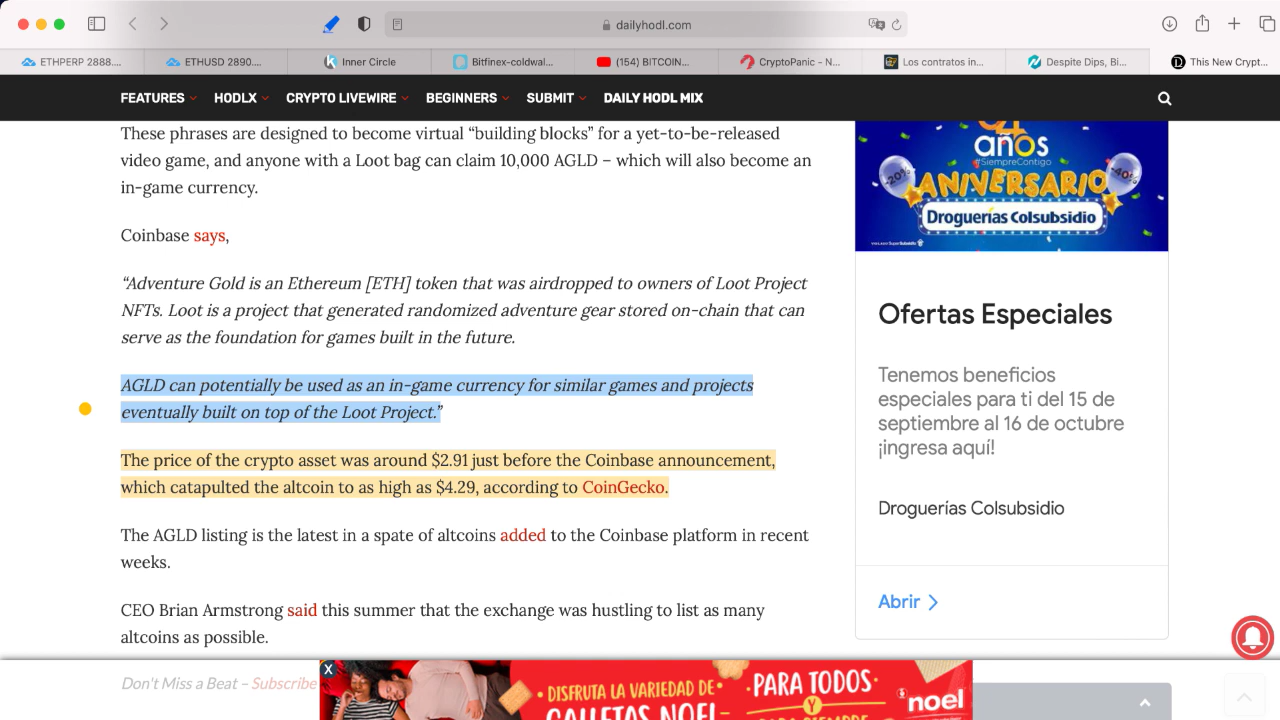 dailyhodl.com
ETHPERP 2888....
ETHUSD 2890....
Inner Circle
Bitfinex-coldwal...
(154) BITCOIN...
CryptoPanic - N...
Los contratos in...
Despite Dips, Bi...
This New Crypt...
FEATURES
HODLX
CRYPTO LIVEWIRE
BEGINNERS
SUBMIT
DAILY HODL MIX
These phrases are designed to become virtual “building blocks” for a yet-to-be-released
video game, and anyone with a Loot bag can claim 10,000 AGLD – which will also become an
in-game currency.
Coinbase says,
“Adventure Gold is an Ethereum [ETH] token that was airdropped to owners of Loot Project
NFTs. Loot is a project that generated randomized adventure gear stored on-chain that can
serve as the foundation for games built in the future.
AGLD can potentially be used as an in-game currency for similar games and projects
eventually built on top of the Loot Project.”
The price of the crypto asset was around $2.91 just before the Coinbase announcement,
which catapulted the altcoin to as high as $4.29, according to CoinGecko.
The AGLD listing is the latest in a spate of altcoins added to the Coinbase platform in recent
weeks.
CEO Brian Armstrong said this summer that the exchange was hustling to list as many
altcoins as possible.
Don't Miss a Beat – Subscribe
años
#SiempreContigo
-20%
-40%
ANIVERSARIO
Droguerías Colsubsidio
Ofertas Especiales
Tenemos beneficios
especiales para ti del 15 de
septiembre al 16 de octubre
¡ingresa aquí!
Droguerías Colsubsidio
Abrir
X
DISFRUTA LA VARIEDAD DE
GALLETAS NOEL
PARA TODOS
Y
noel